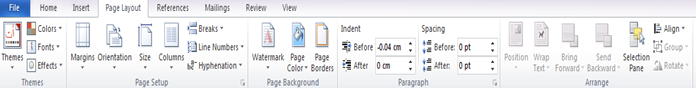 File Home Insert Page Layout References Mailings Review View
Colors Breaks Indent Spacing Align
Fonts Line Numbers Before -0.04 cm Before: 0 pt Group
Themes Effects Margins Orientation Size Columns Hyphenation Watermark Page Color Page Borders After 0 cm After: 0 pt Position Wrap Text Bring Forward Send Backward Selection Pane Rotate
Themes Page Setup Page Background Paragraph Arrange